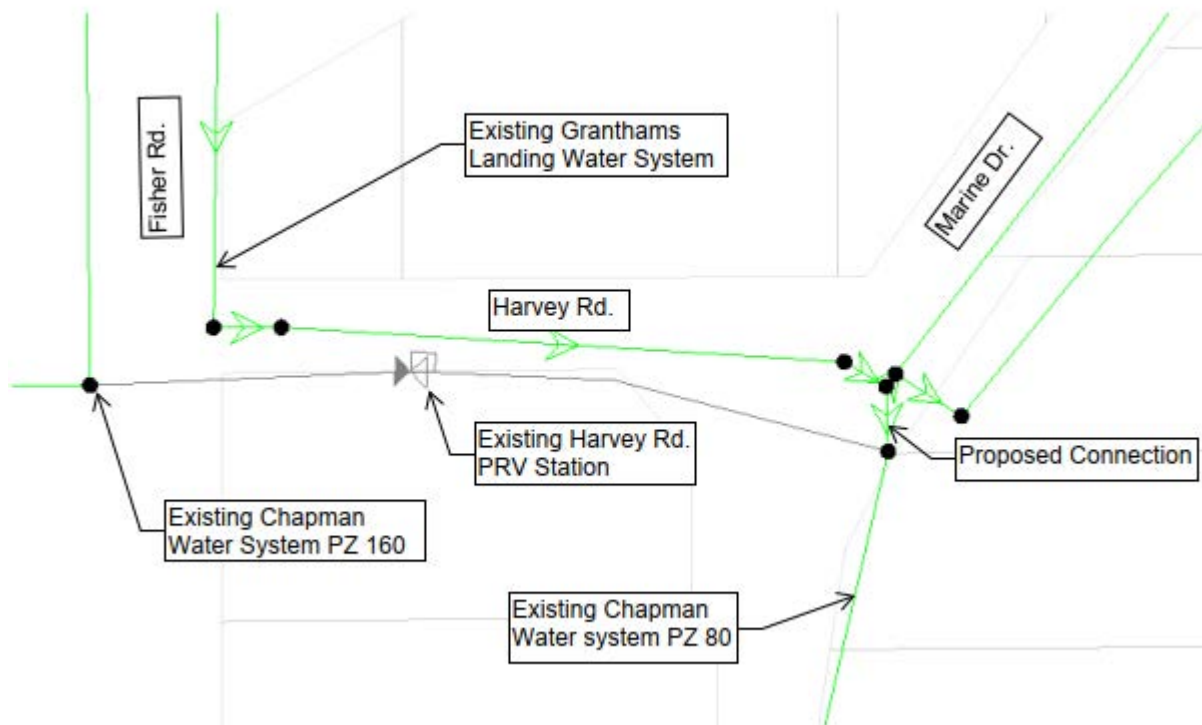 Fisher Rd.
Existing Granthams
Landing Water System
Marine Dr.
Harvey Rd.
Existing Harvey Rd.
PRV Station
Proposed Connection
Existing Chapman
Water System PZ 160
Existing Chapman
Water system PZ 80